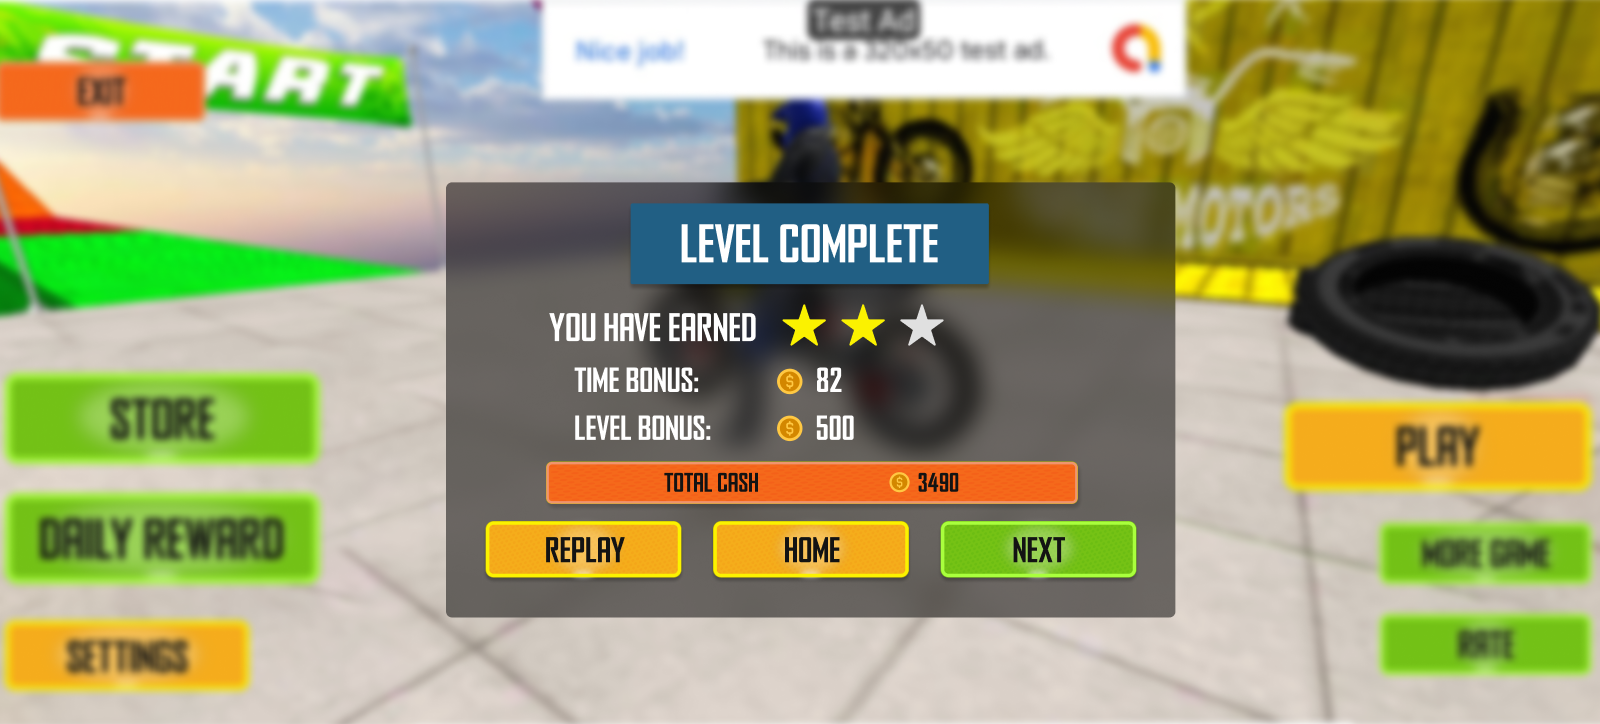 START
EXIT
Test Ad
Nice job!
This is a 320x50 test ad.
MOTORS
LEVEL COMPLETE
YOU HAVE EARNED
TIME BONUS: 82
LEVEL BONUS: 500
TOTAL CASH 3490
REPLAY
HOME
NEXT
STORE
DAILY REWARD
SETTINGS
PLAY
MORE GAME
RATE